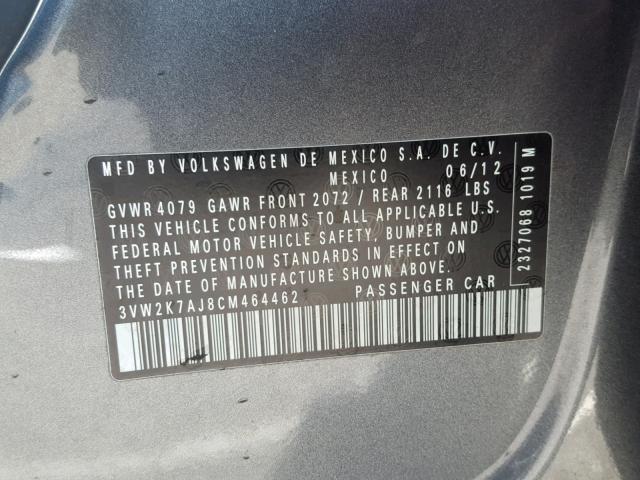 MFD BY VOLKSWAGEN DE MEXICO S.A. DE C.V.
MEXICO 06/12
GVWR 4079 GAWR FRONT 2072 / REAR 2116 LBS
THIS VEHICLE CONFORMS TO ALL APPLICABLE U.S.
FEDERAL MOTOR VEHICLE SAFETY, BUMPER AND
THEFT PREVENTION STANDARDS IN EFFECT ON
THE DATE OF MANUFACTURE SHOWN ABOVE.
3VW2K7AJ8CM464462 PASSENGER CAR
2327068 1019 M